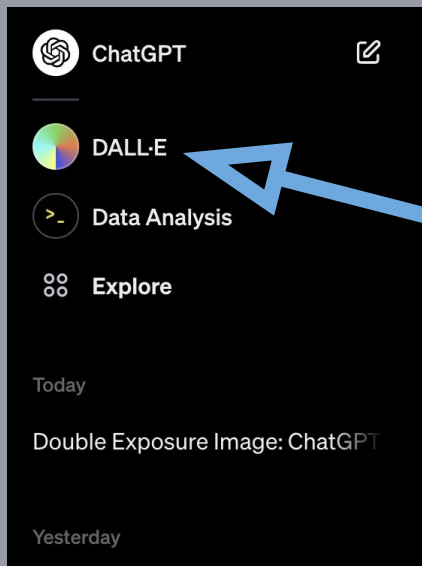 ChatGPT
DALL·E
>_
Data Analysis
Explore
Today
Double Exposure Image: ChatGPT
Yesterday